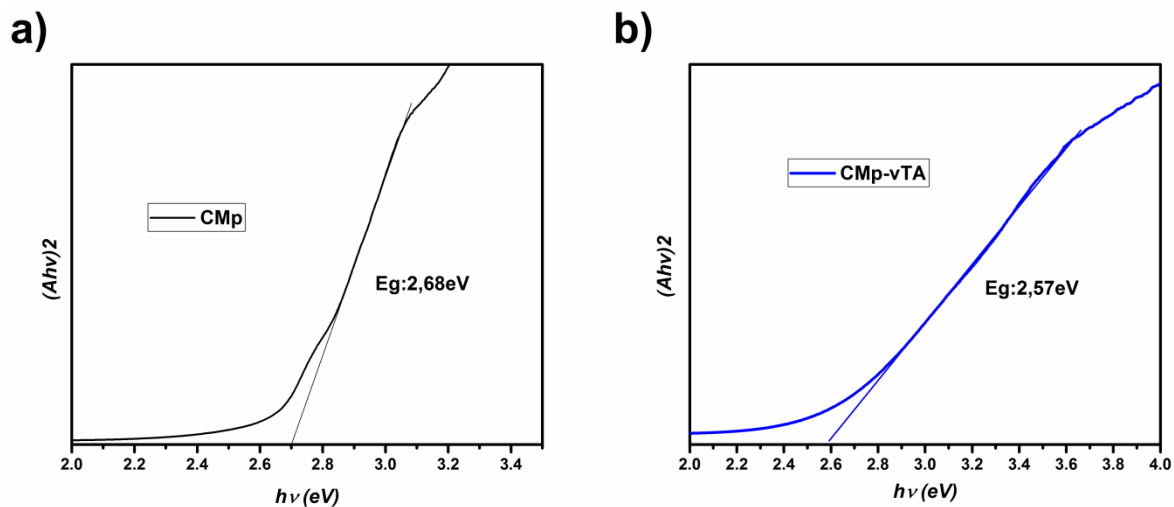 a)
(Ahν)2
CMp
Eg:2,68eV
2.0 2.2 2.4 2.6 2.8 3.0 3.2 3.4
hν (eV)
b)
(Ahν)2
CMp-vTA
Eg:2,57eV
2.0 2.2 2.4 2.6 2.8 3.0 3.2 3.4 3.6 3.8 4.0
hν (eV)